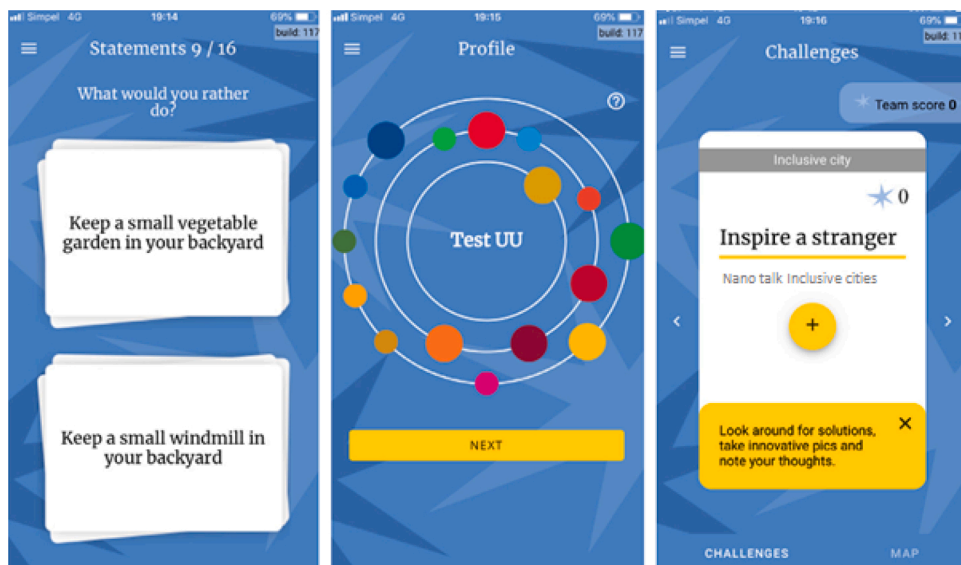 Simpel 4G 19:14 69%
build: 117
Statements 9 / 16
What would you rather
do?
Keep a small vegetable
garden in your backyard
Keep a small windmill in
your backyard
Simpel 4G 19:15 69%
build: 117
Profile
?
Test UU
NEXT
Simpel 4G 19:16 69%
build: 11
Challenges
Team score 0
Inclusive city
0
Inspire a stranger
Nano talk Inclusive cities
+
Look around for solutions,
take innovative pics and
note your thoughts.
CHALLENGES
MAP